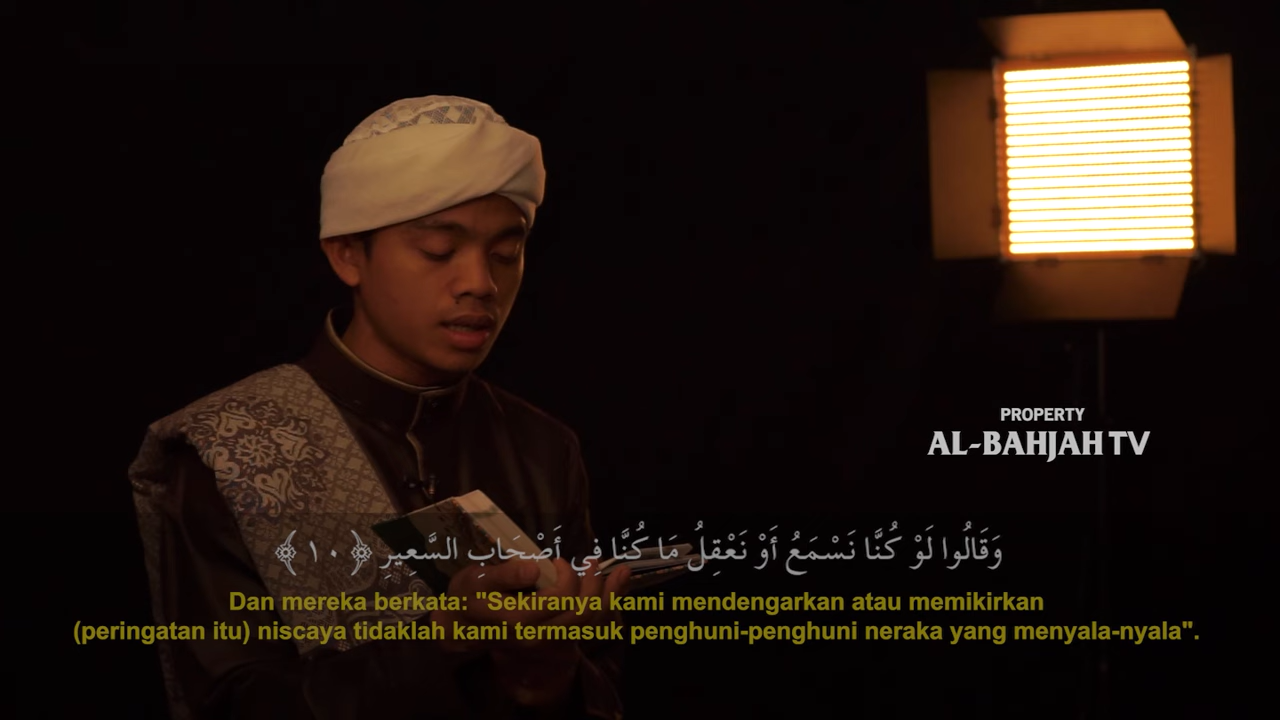 PROPERTY
AL-BAHJAH TV
وَقَالُوا لَوْ كُنَّا نَسْمَعُ أَوْ نَعْقِلُ مَا كُنَّا فِي أَصْحَابِ السَّعِيرِ ﴿١٠﴾
Dan mereka berkata: "Sekiranya kami mendengarkan atau memikirkan
(peringatan itu) niscaya tidaklah kami termasuk penghuni-penghuni neraka yang menyala-nyala".